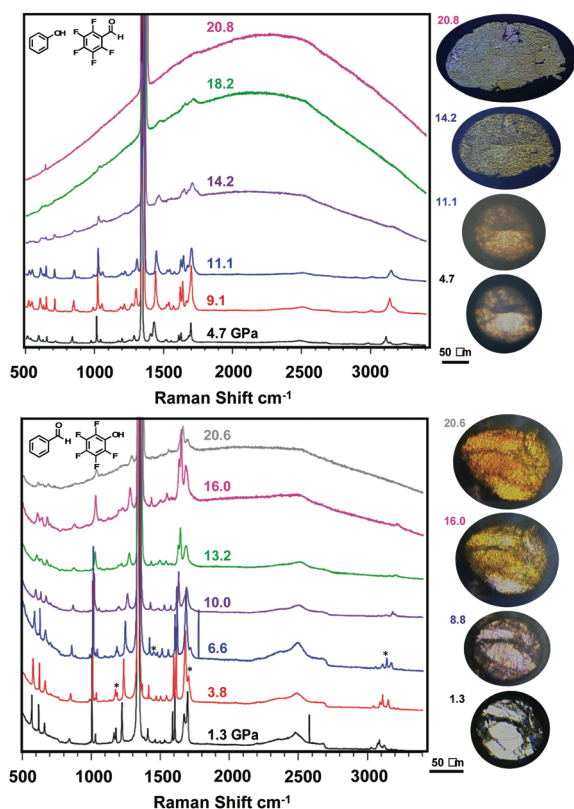 OH
O
H
F
F
F
F
F
20.8
18.2
14.2
11.1
9.1
4.7 GPa
500 1000 1500 2000 2500 3000
Raman Shift cm-1
20.8
14.2
11.1
4.7
50 □m
O
H
F
OH
F
F
F
F
20.6
16.0
13.2
10.0
6.6
3.8
1.3 GPa
*
*
*
*
*
500 1000 1500 2000 2500 3000
Raman Shift cm-1
20.6
16.0
8.8
1.3
50 □m